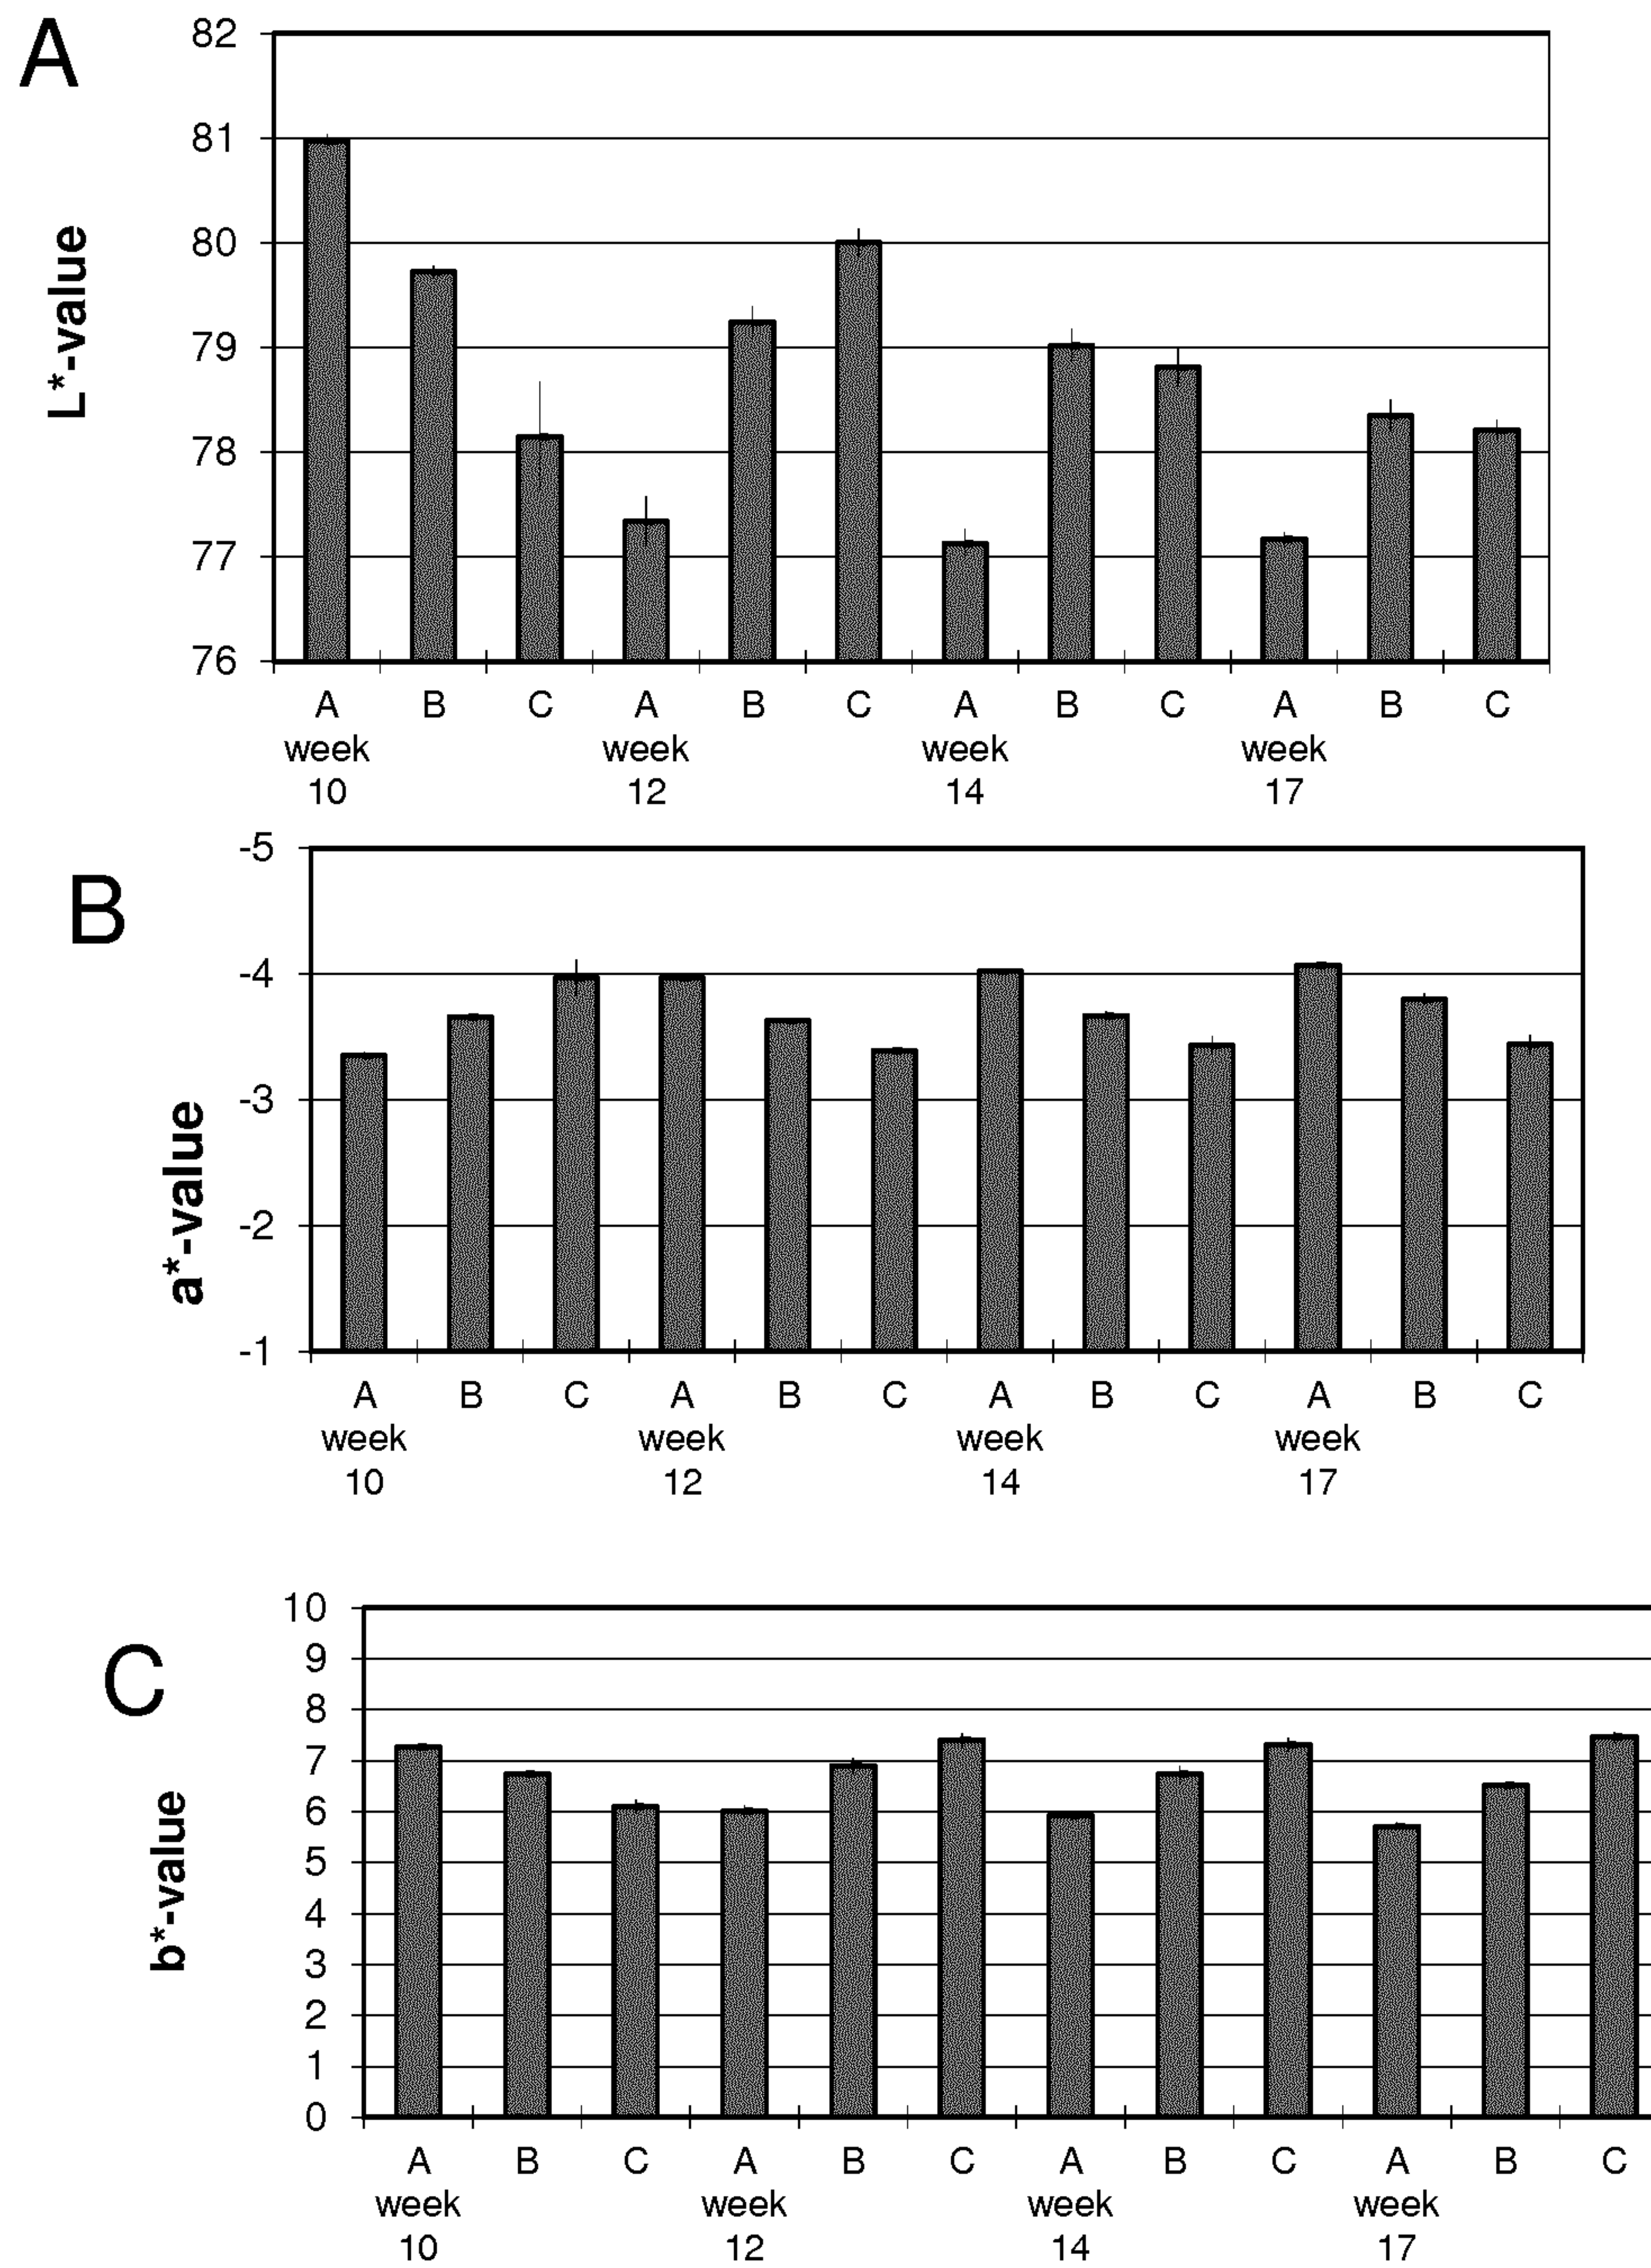 A
L*-value
82
81
80
79
78
77
76
A B C A B C A B C A B C
week week week week
10 12 14 17
B
a*-value
-5
-4
-3
-2
-1
A B C A B C A B C A B C
week week week week
10 12 14 17
C
b*-value
10
9
8
7
6
5
4
3
2
1
0
A B C A B C A B C A B C
week week week week
10 12 14 17